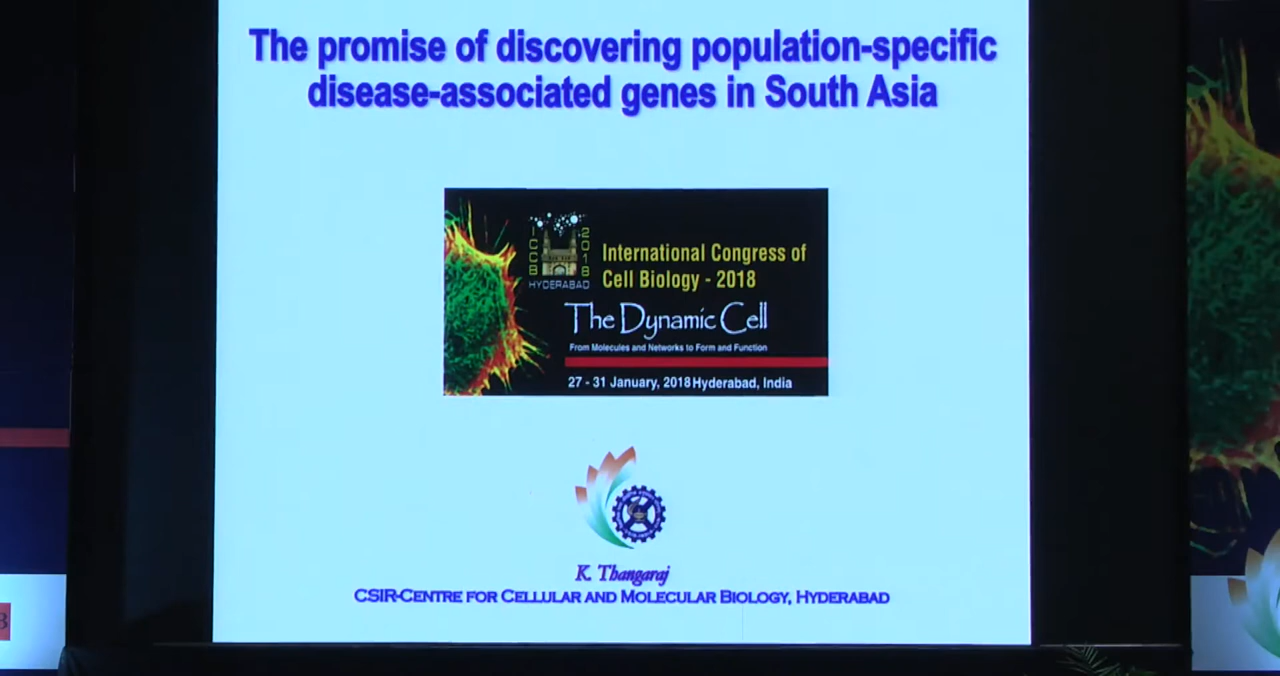 The promise of discovering population-specific
disease-associated genes in South Asia
ICCB
2018
HYDERABAD
International Congress of
Cell Biology - 2018
The Dynamic Cell
From Molecules and Networks to Form and Function
27 - 31 January, 2018 Hyderabad, India
K. Thangaraj
CSIR-CENTRE FOR CELLULAR AND MOLECULAR BIOLOGY, HYDERABAD